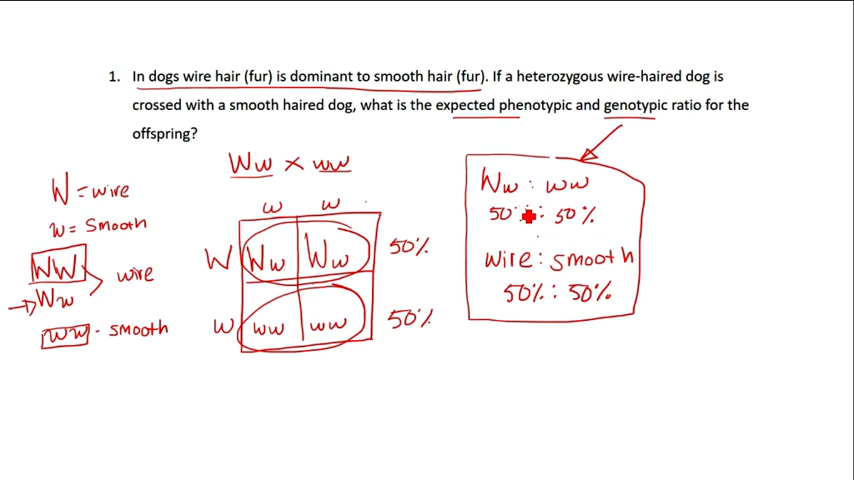 1. In dogs wire hair (fur) is dominant to smooth hair (fur). If a heterozygous wire-haired dog is
crossed with a smooth haired dog, what is the expected phenotypic and genotypic ratio for the
offspring?
W = wire
w = smooth
WW
Ww
wire
ww - smooth
Ww × ww
w w
W Ww Ww 50%
w ww ww 50%
Ww : ww
50 : 50%
wire : smooth
50% : 50%